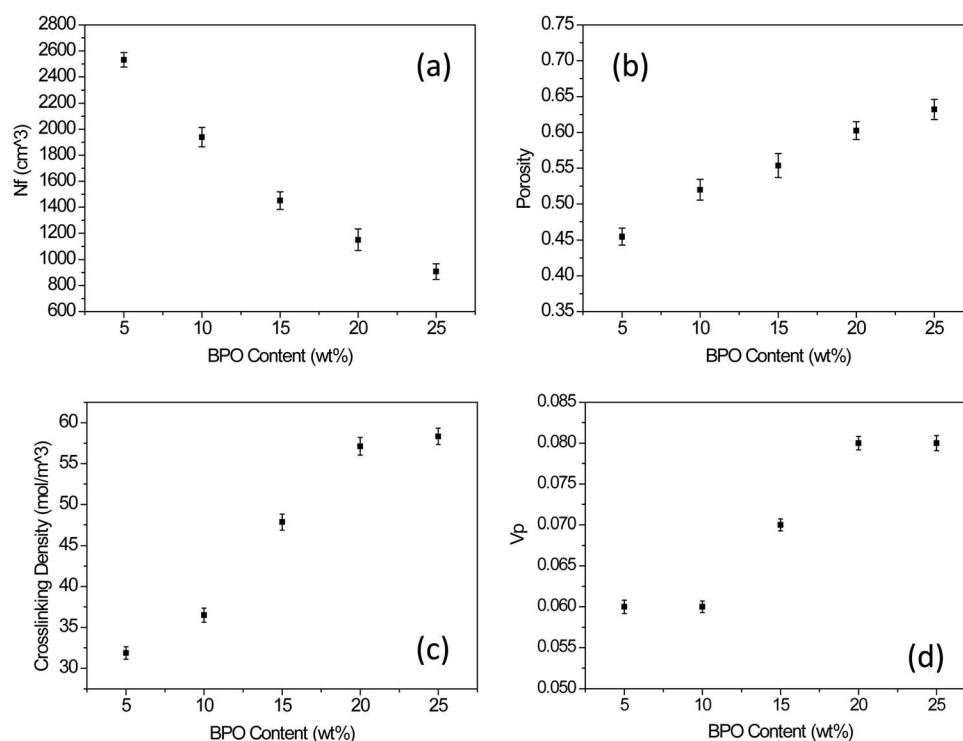 (a)
Nf (cm^3)
2800
2600
2400
2200
2000
1800
1600
1400
1200
1000
800
600
5 10 15 20 25
BPO Content (wt%)
(b)
Porosity
0.75
0.70
0.65
0.60
0.55
0.50
0.45
0.40
0.35
5 10 15 20 25
BPO Content (wt%)
(c)
Crosslinking Density (mol/m^3)
60
55
50
45
40
35
30
5 10 15 20 25
BPO Content (wt%)
(d)
Vp
0.085
0.080
0.075
0.070
0.065
0.060
0.055
0.050
5 10 15 20 25
BPO Content (wt%)